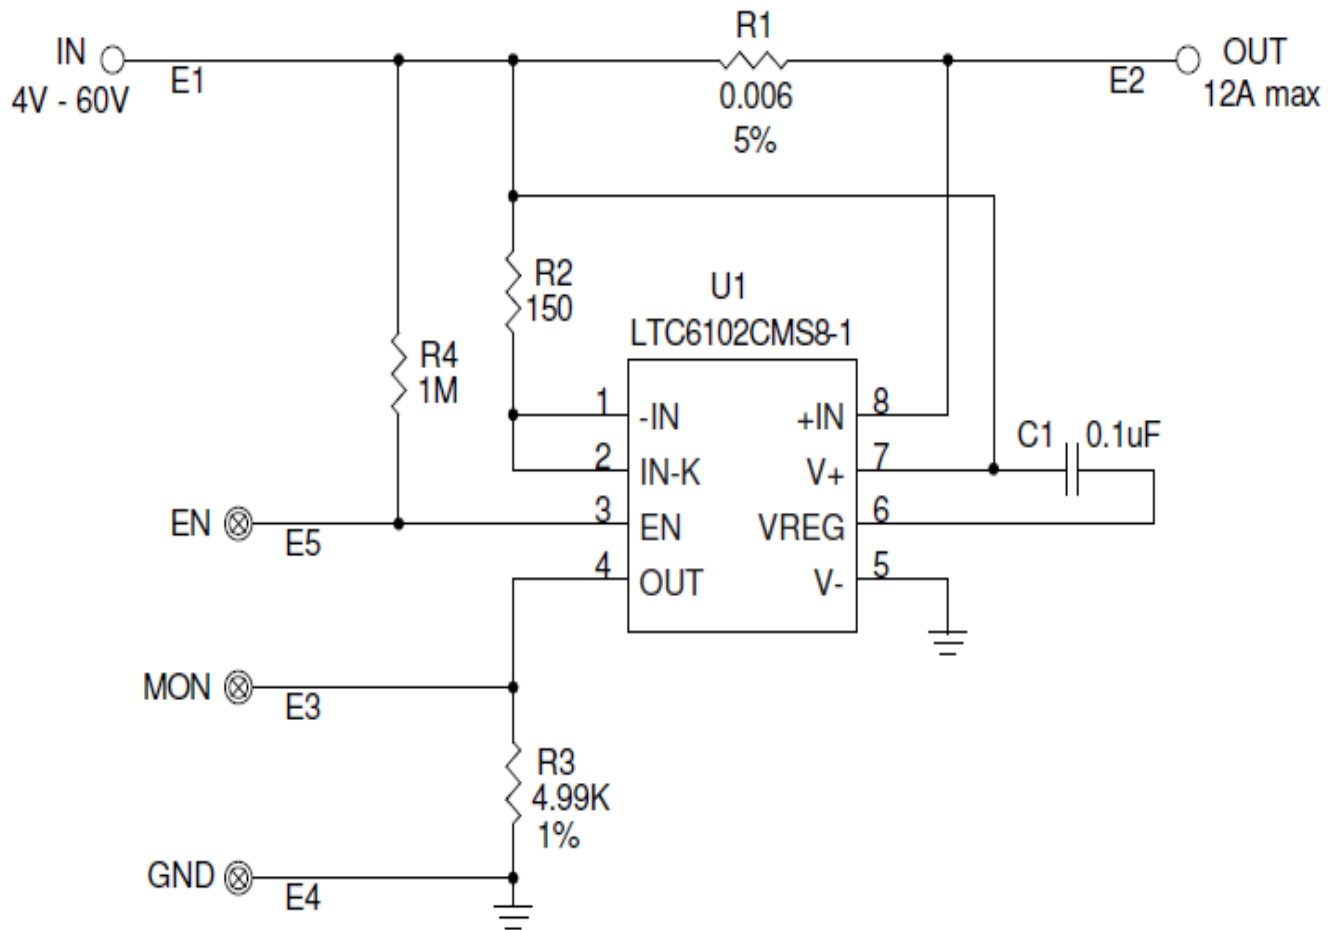 R1
IN
E1
E2
OUT
4V - 60V
0.006
12A max
5%
R2
150
U1
LTC6102CMS8-1
R4
1M
1
-IN
+IN
8
C1
0.1uF
2
IN-K
V+
7
EN
E5
3
EN
VREG
6
4
OUT
V-
5
MON
E3
R3
4.99K
1%
GND
E4